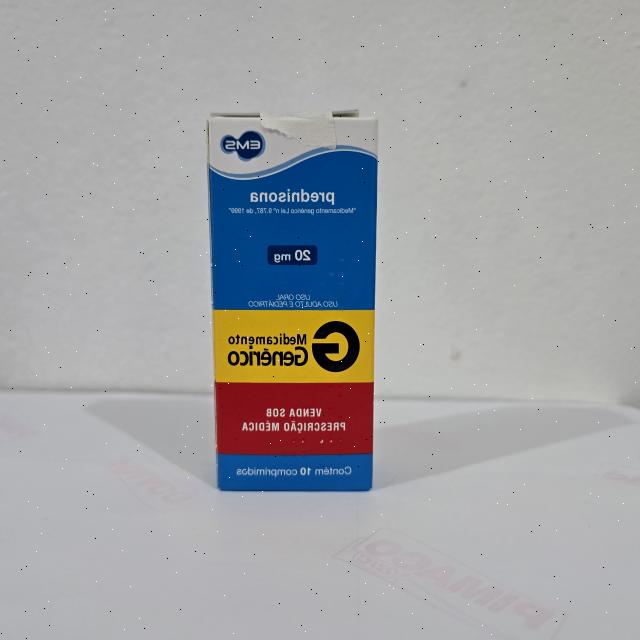 EMS
prednisona
"Medicamento genérico Lei nº 9.787, de 1999"
20 mg
USO ORAL
USO ADULTO E PEDIÁTRICO
G
Medicamento
Genérico
VENDA SOB
PRESCRIÇÃO MÉDICA
Contém 10 comprimidos
PIMACO